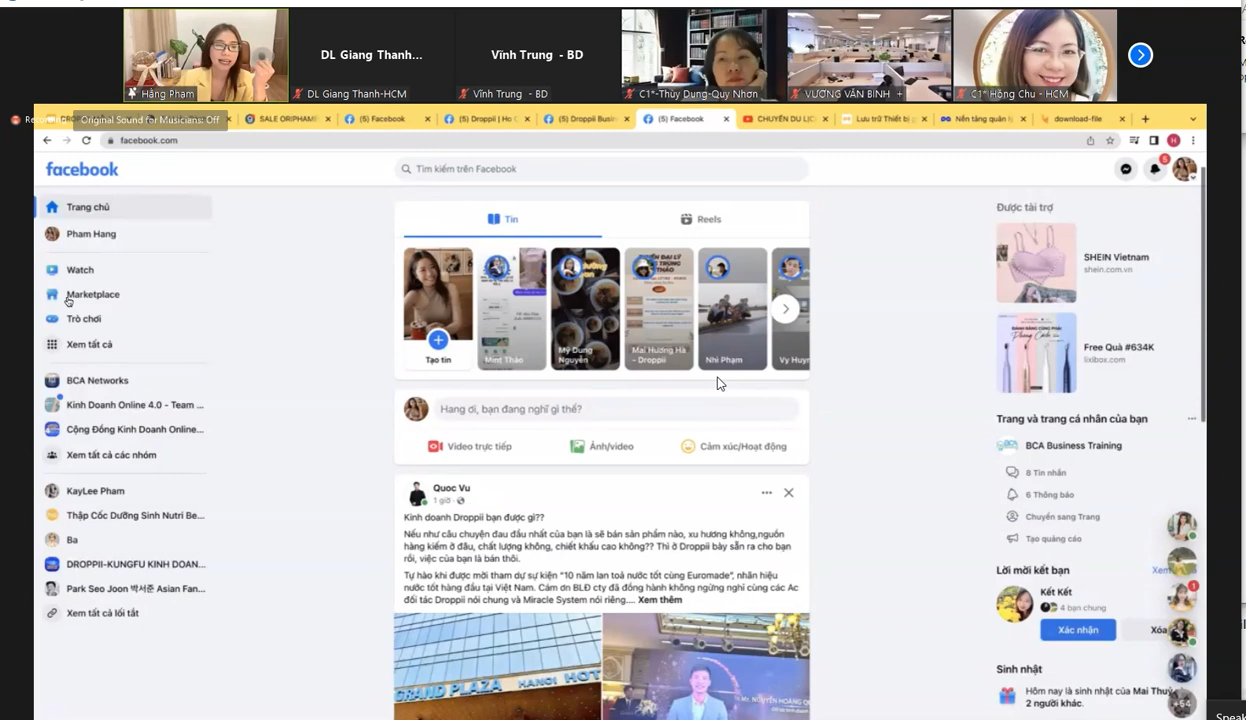 DL Giang Thanh...
Vĩnh Trung - BD
Hằng Phạm
DL Giang Thanh-HCM
Vĩnh Trung - BD
C1*-Thùy Dung-Quy Nhơn
VƯƠNG VĂN BÌNH +
C1*Hồng Chu - HCM
Original Sound for Musicians: Off
SALE ORIPHAM
(5) Facebook
(5) Droppii | Ho C
(5) Droppii Busin
(5) Facebook
CHUYẾN DU LỊC
Lưu trữ Thiết bị
Nền tảng quản l
download-file
facebook.com
facebook
Tìm kiếm trên Facebook
5
Trang chủ
Pham Hang
Watch
Marketplace
Trò chơi
Xem tất cả
BCA Networks
Kinh Doanh Online 4.0 - Team ...
Cộng Đồng Kinh Doanh Online...
Xem tất cả các nhóm
KayLee Pham
Thập Cốc Dưỡng Sinh Nutri Be...
Ba
DROPPII-KUNGFU KINH DOAN...
Park Seo Joon 박서준 Asian Fan...
Xem tất cả lối tắt
Tin
Reels
Tạo tin
Mint Thảo
Mỹ Dung Nguyễn
Mai Hương Hà - Droppii
Nhi Phạm
Vy Huyn
Hang ơi, bạn đang nghĩ gì thế?
Video trực tiếp
Ảnh/video
Cảm xúc/Hoạt động
Quoc Vu
1 giờ
Kinh doanh Droppii bạn được gì??
Nếu như câu chuyện đau đầu nhất của bạn là sẽ bán sản phẩm nào, xu hướng không,nguồn
hàng kiếm ở đâu, chất lượng không, chiết khấu cao không?? Thì ở Droppii bày sẵn ra cho bạn
rồi, việc của bạn là bán thôi.
Tự hào khi được mời tham dự sự kiện "10 năm lan toả nước tốt cùng Euromade", nhãn hiệu
nước tốt hàng đầu tại Việt Nam. Cám ơn BLĐ cty đã đồng hành không ngừng nghỉ cùng các Ac
đối tác Droppii nói chung và Miracle System nói riêng.... Xem thêm
GRAND PLAZA HANOI HOT
Mr. NGUYỄN HOÀNG
Được tài trợ
SHEIN Vietnam
shein.com.vn
Free Quà #634K
lixibox.com
Trang và trang cá nhân của bạn
BCA Business Training
8 Tin nhắn
6 Thông báo
Chuyển sang Trang
Tạo quảng cáo
Lời mời kết bạn
Xem
Kết Kết
4 bạn chung
Xác nhận
Xóa
1
Sinh nhật
Hôm nay là sinh nhật của Mai Thuý
2 người khác.
+64
Speak